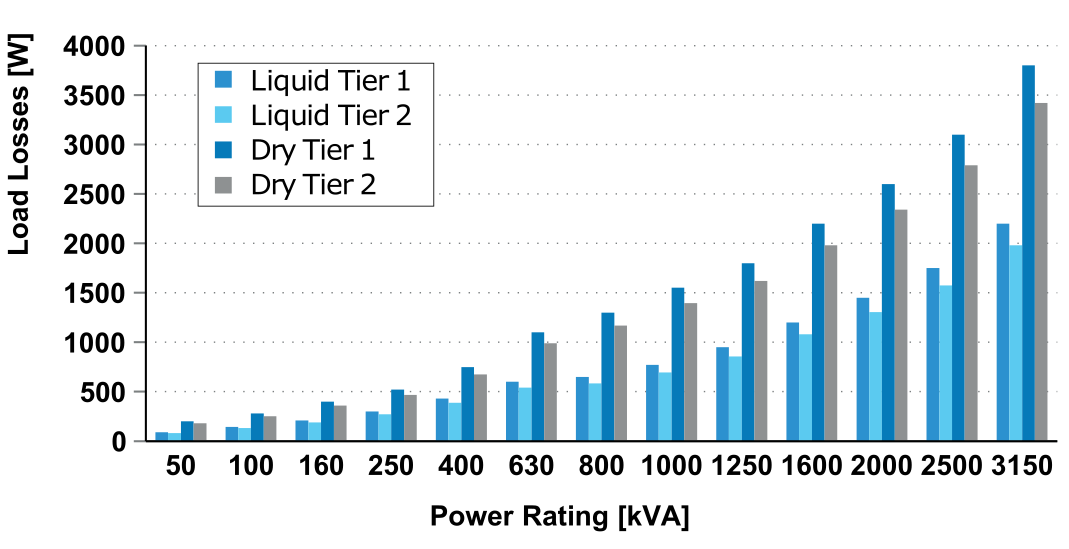 Load Losses [W]
4000
3500
3000
2500
2000
1500
1000
500
0
Liquid Tier 1
Liquid Tier 2
Dry Tier 1
Dry Tier 2
50 100 160 250 400 630 800 1000 1250 1600 2000 2500 3150
Power Rating [kVA]